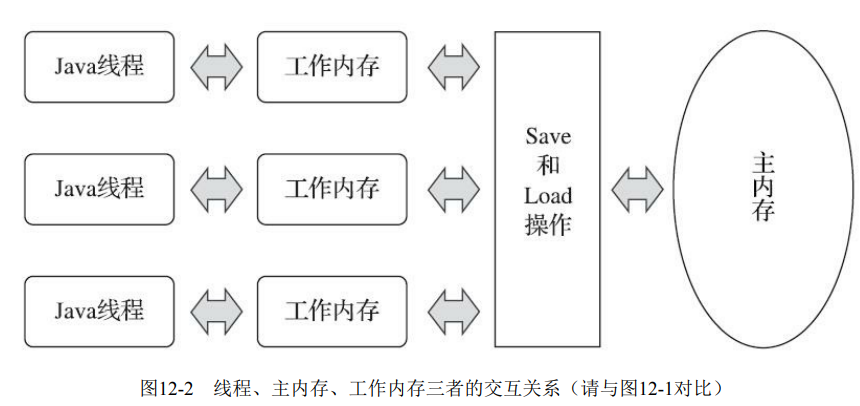 Java线程
工作内存
Java线程
工作内存
Java线程
工作内存
Save
和
Load
操作
主
内
存
图12-2 线程、主内存、工作内存三者的交互关系（请与图12-1对比）